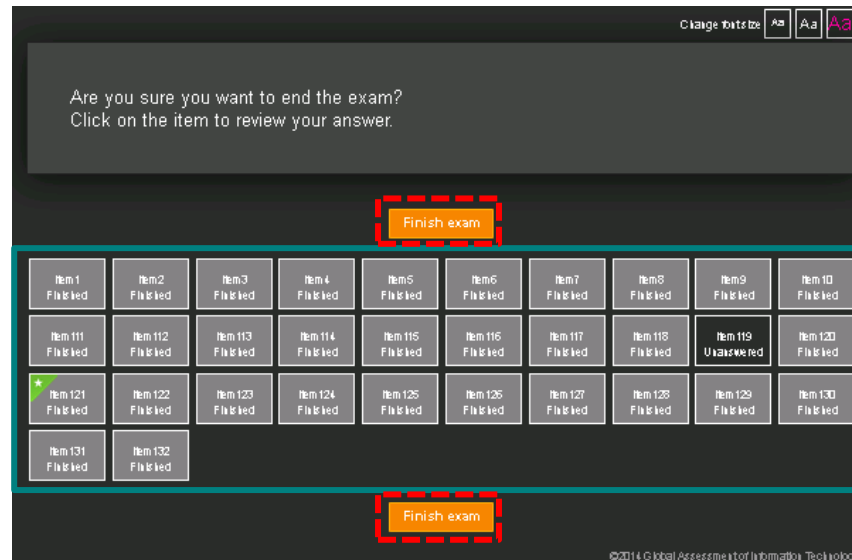 Change font size Aa Aa Aa
Are you sure you want to end the exam?
Click on the item to review your answer.
Finish exam
Item 1 Item 2 Item 3 Item 4 Item 5 Item 6 Item 7 Item 8 Item 9 Item 10
Finished Finished Finished Finished Finished Finished Finished Finished Finished Finished
Item 111 Item 112 Item 113 Item 114 Item 115 Item 116 Item 117 Item 118 Item 119 Item 120
Finished Finished Finished Finished Finished Finished Finished Finished Unanswered Finished
Item 121 Item 122 Item 123 Item 124 Item 125 Item 126 Item 127 Item 128 Item 129 Item 130
Finished Finished Finished Finished Finished Finished Finished Finished Finished Finished
Item 131 Item 132
Finished Finished
Finish exam
©2014 Global Assessment of Information Technolo